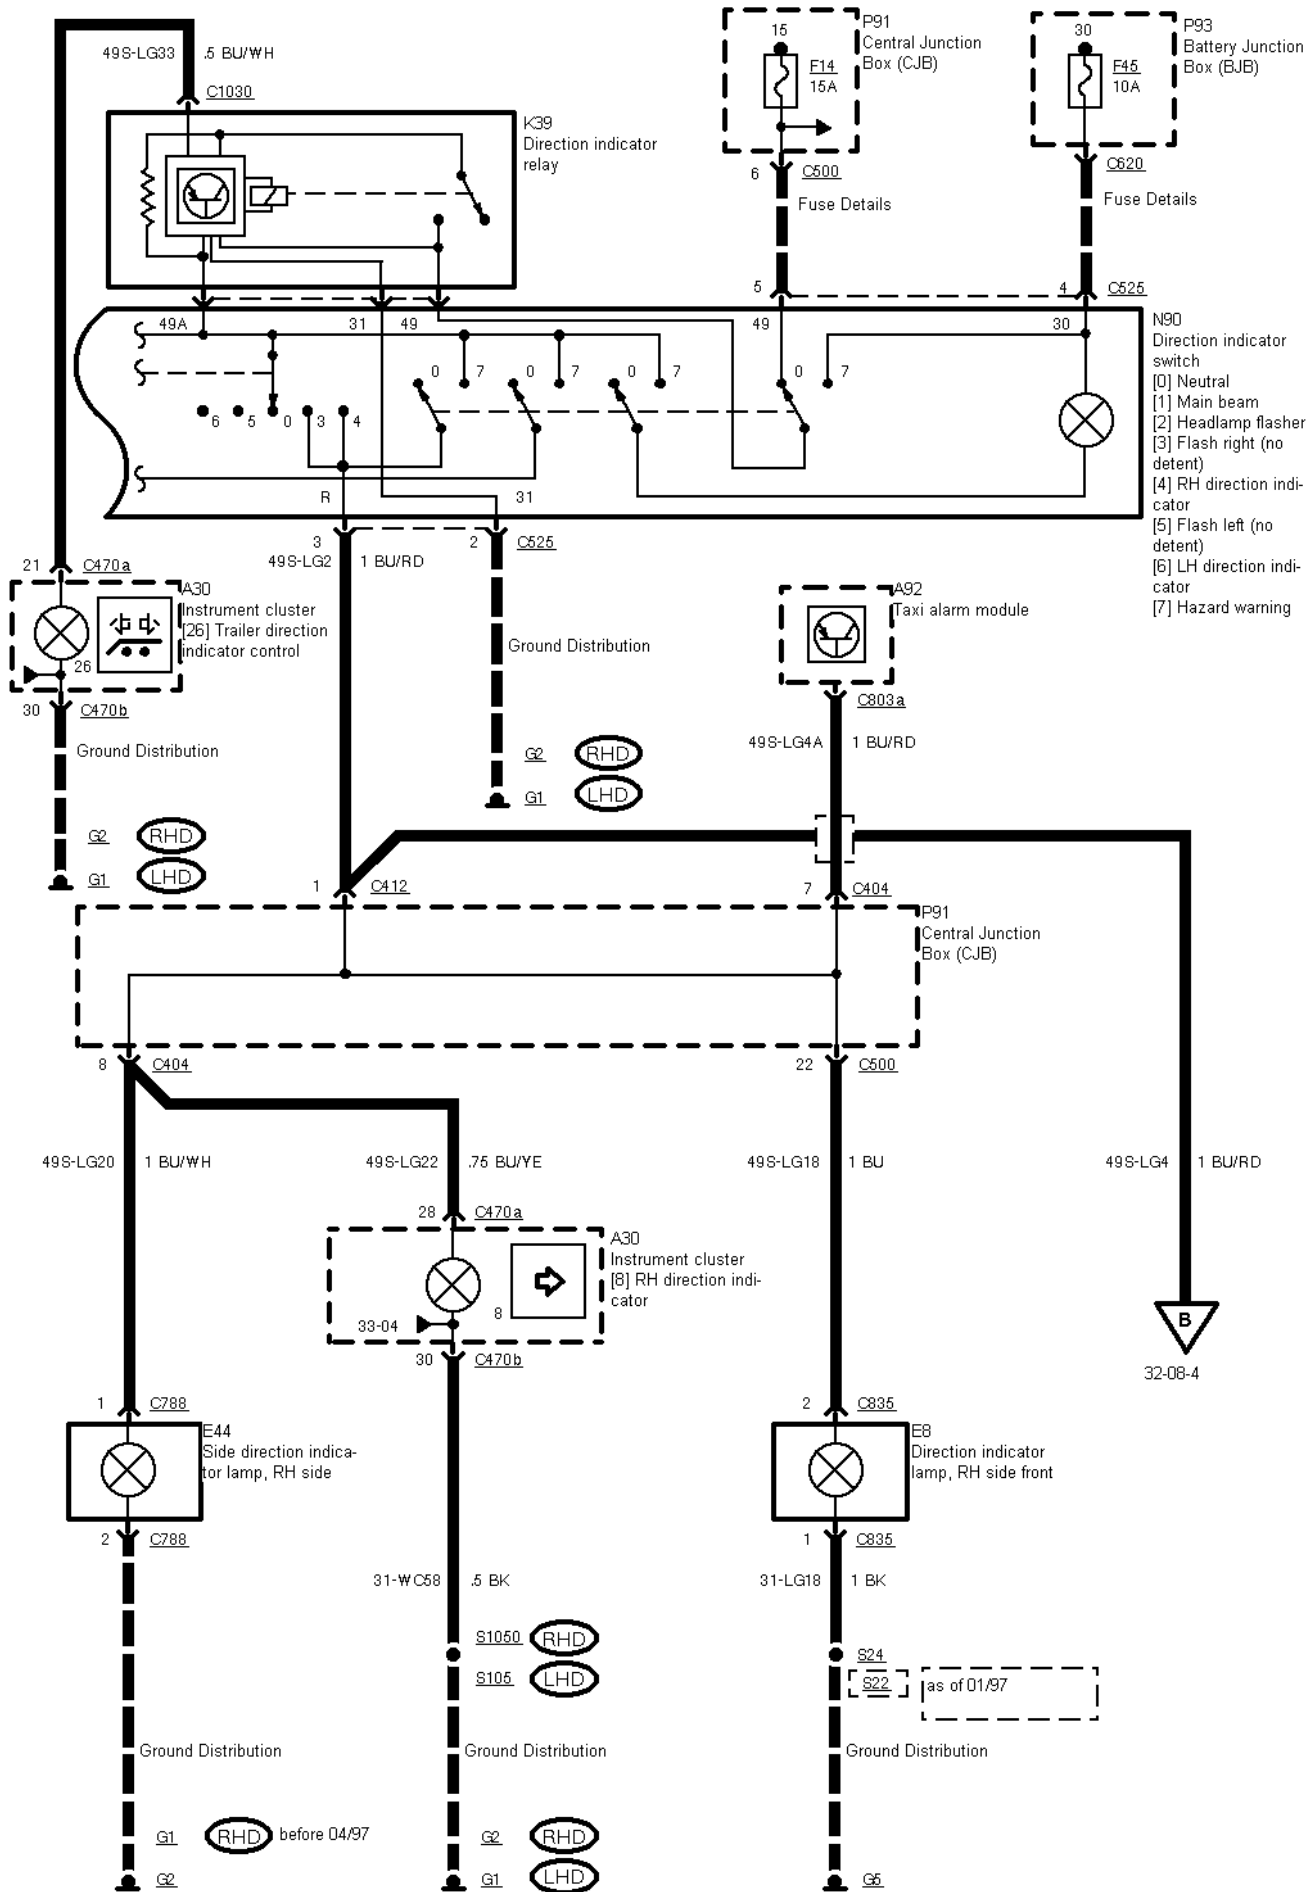 49S-LG33 .5 BU/WH
C1030
K39
Direction indicator
relay
15
F14
15A
P91
Central Junction
Box (CJB)
30
F45
10A
P93
Battery Junction
Box (BJB)
6 C500
Fuse Details
C620
Fuse Details
5 4 C525
49A 31 49 49 30
0 7 0 7 0 7 0 7
6 5 0 3 4
R 31
N90
Direction indicator
switch
[0] Neutral
[1] Main beam
[2] Headlamp flasher
[3] Flash right (no
detent)
[4] RH direction indi-
cator
[5] Flash left (no
detent)
[6] LH direction indi-
cator
[7] Hazard warning
3 2 C525
49S-LG2 1 BU/RD
21 C470a
A30
Instrument cluster
[26] Trailer direction
indicator control
26
30 C470b
Ground Distribution
G2 RHD
G1 LHD
Ground Distribution
G2 RHD
G1 LHD
A92
Taxi alarm module
C803a
49S-LG4A 1 BU/RD
1 C412
7 C404
P91
Central Junction
Box (CJB)
8 C404
22 C500
49S-LG20 1 BU/WH
49S-LG22 .75 BU/YE
49S-LG18 1 BU
49S-LG4 1 BU/RD
28 C470a
A30
Instrument cluster
[8] RH direction indi-
cator
8
33-04
30 C470b
B
32-08-4
1 C788
E44
Side direction indica-
tor lamp, RH side
2 C788
2 C835
E8
Direction indicator
lamp, RH side front
1 C835
31-WC58 .5 BK
31-LG18 1 BK
S1050 RHD
S105 LHD
S24
S22 as of 01/97
Ground Distribution
Ground Distribution
Ground Distribution
G1 RHD before 04/97
G2
G2 RHD
G1 LHD
G5